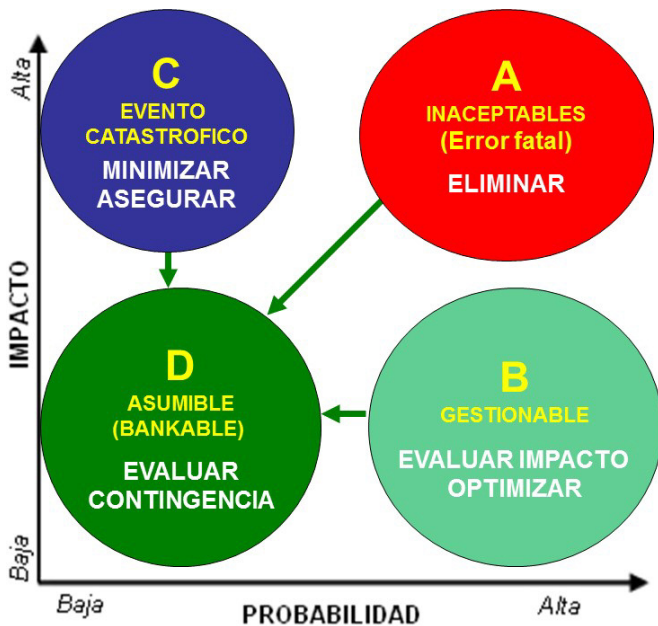 Alta
IMPACTO
Baja
C
EVENTO
CATASTROFICO
MINIMIZAR
ASEGURAR
A
INACEPTABLES
(Error fatal)
ELIMINAR
D
ASUMIBLE
(BANKABLE)
EVALUAR
CONTINGENCIA
B
GESTIONABLE
EVALUAR IMPACTO
OPTIMIZAR
Baja
PROBABILIDAD
Alta